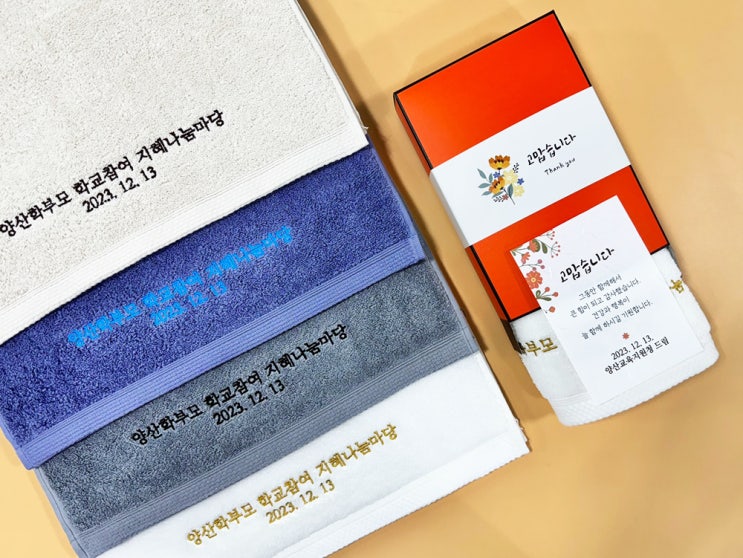 양산학부모 학교참여 지혜나눔마당
2023. 12. 13
양산학부모 학교참여 지혜나눔마당
2023. 12. 13
양산학부모 학교참여 지혜나눔마당
2023. 12. 13
양산학부모 학교참여 지혜나눔마당
2023. 12. 13
고맙습니다
Thank you
고맙습니다
그동안 함께해서
큰 힘이 되고 감사했습니다.
건강과 행복이
늘 함께 하시길 기원합니다.
2023. 12. 13.
양산교육지원청 드림
부모